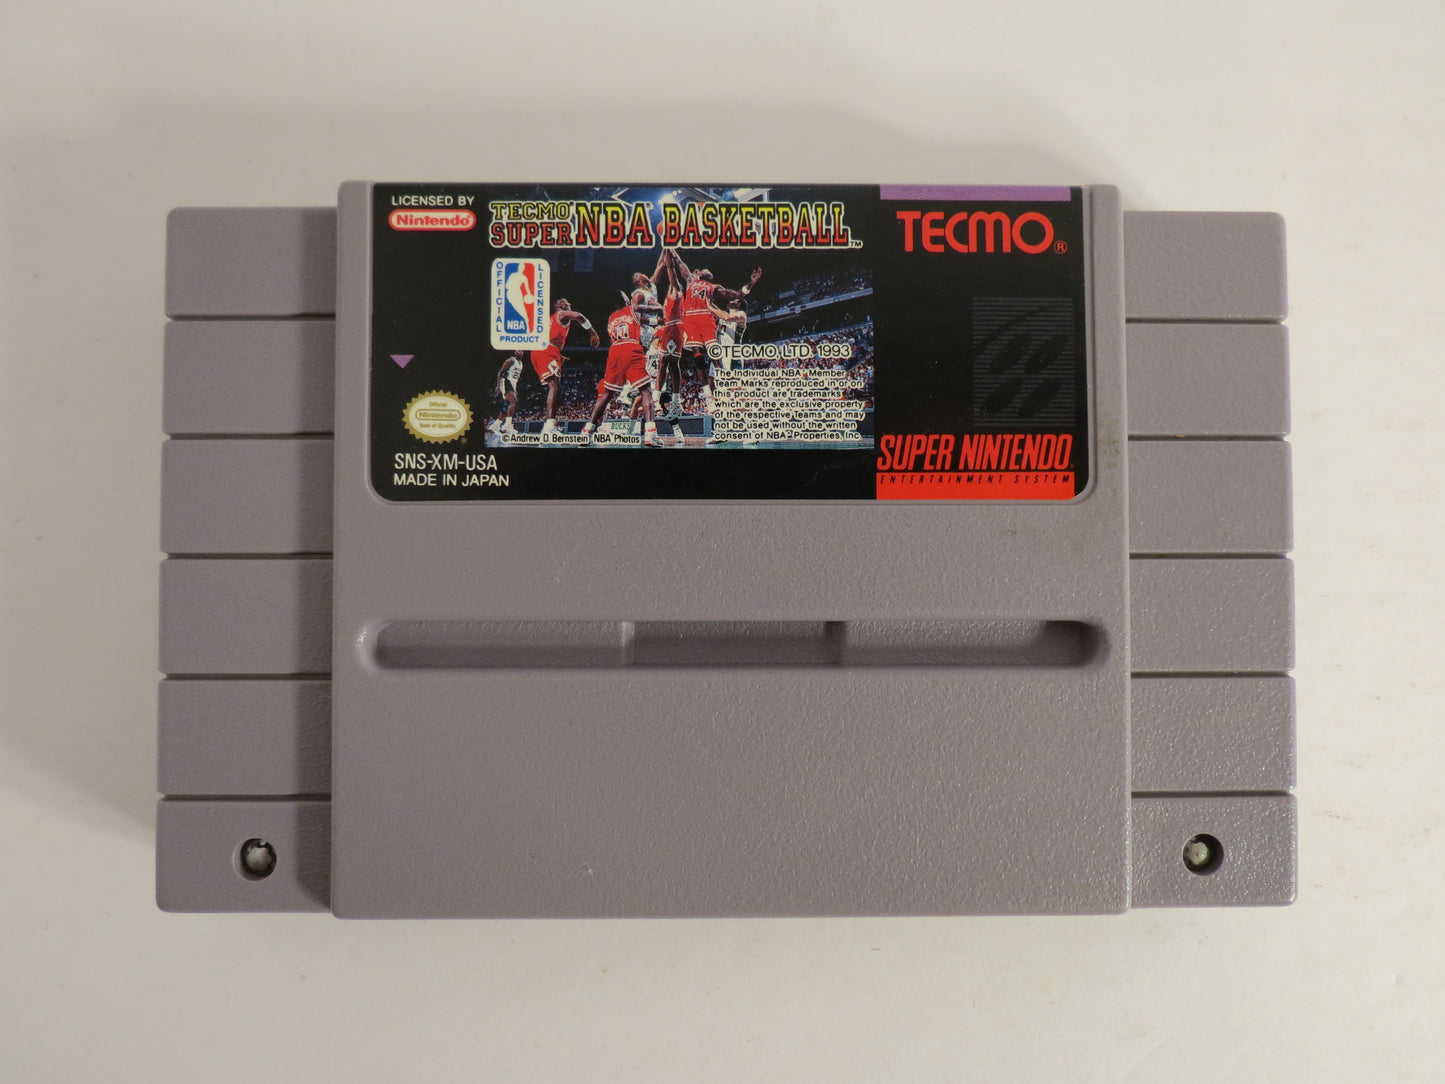 LICENSED BY
Nintendo®
TECMO®
SUPER NBA BASKETBALL™
TECMO®
OFFICIAL
LICENSED
NBA
PRODUCT
©TECMO, LTD. 1993
The Individual NBA Member
Team Marks reproduced in or on
this product are trademarks
which are the exclusive property
of the respective Teams and may
not be used without the written
consent of NBA Properties, Inc.
Official
Nintendo
Seal of Quality
BUCKS
©Andrew D. Bernstein NBA Photos
SNS-XM-USA
MADE IN JAPAN
SUPER NINTENDO
ENTERTAINMENT SYSTEM